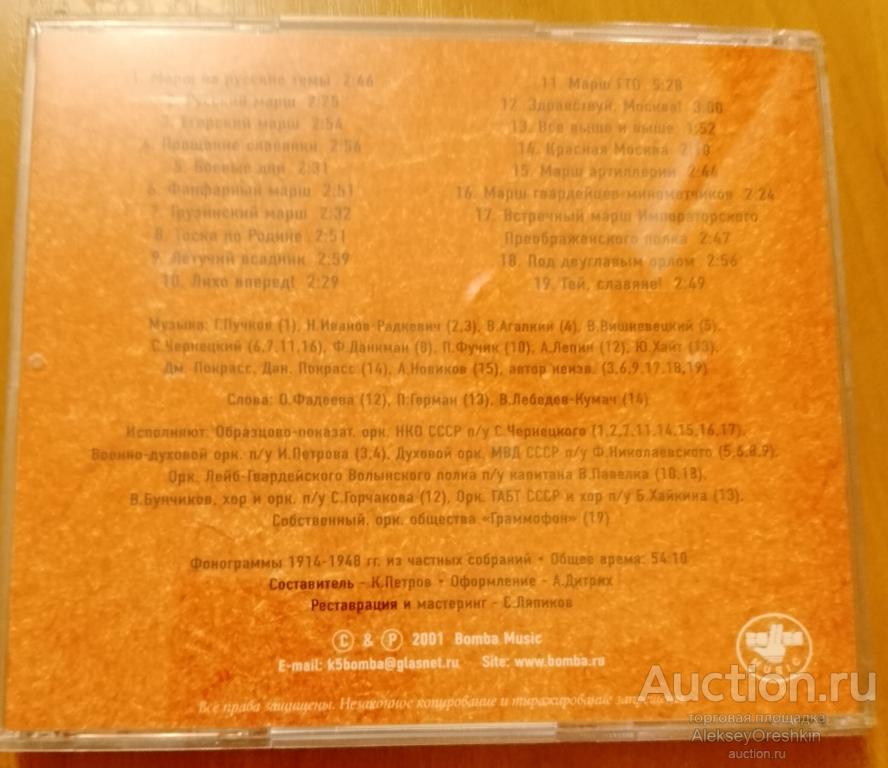 1. Марш на русские темы 2:46
2. Русский марш 2:25
3. Егерский марш 2:54
4. Прощание славянки 2:56
5. Боевые дни 2:31
6. Фанфарный марш 2:51
7. Грузинский марш 2:32
8. Тоска по Родине 2:51
9. Летучий всадник 2:59
10. Лихо вперед! 2:29
11. Марш ГТО 5:28
12. Здравствуй, Москва! 3:00
13. Все выше и выше 1:52
14. Красная Москва 2:10
15. Марш артиллерии 2:44
16. Марш гвардейцев-минометчиков 2:24
17. Встречный марш Императорского
Преображенского полка 2:47
18. Под двуглавым орлом 2:56
19. Гей, славяне! 2:49
Музыка: Г.Пучков (1), Н.Иванов-Радкевич (2,3), В.Агапкин (4), В.Вишневецкий (5),
С.Чернецкий (6,7,11,16), Ф.Данкман (8), П.Фучик (10), А.Лепин (12), Ю.Хайт (13),
Дм. Покрасс, Дан. Покрасс (14), А.Новиков (15), автор неизв. (3,6,9,17,18,19)
Слова: О.Фадеева (12), П.Герман (13), В.Лебедев-Кумач (14)
Исполняют: Образцово-показат. орк. НКО СССР п/у С.Чернецкого (1,2,7,11,14,15,16,17),
Военно-духовой орк. п/у И.Петрова (3,4), Духовой орк. МВД СССР п/у Ф.Николаевского (5,6,8,9),
Орк. Лейб-Гвардейского Волынского полка п/у капитана В.Павелка (10,18),
В.Бунчиков, хор и орк. п/у С.Горчакова (12), Орк. ГАБТ СССР и хор п/у Б.Хайкина (13),
Собственный. орк. общества «Граммофон» (19)
Фонограммы 1914-1948 гг. из частных собраний • Общее время: 54:10
Составитель - К.Петров • Оформление - А.Дитрих
Реставрация и мастеринг - Е.Ляпиков
© & ℗ 2001 Bomba Music
E-mail: k5bomba@glasnet.ru Site: www.bomba.ru
BOMBA
MUSIC
Все права защищены. Незаконное копирование и тиражирование запрещено
Auction.ru
торговая площадка
AlekseyOreshkin
auction.ru